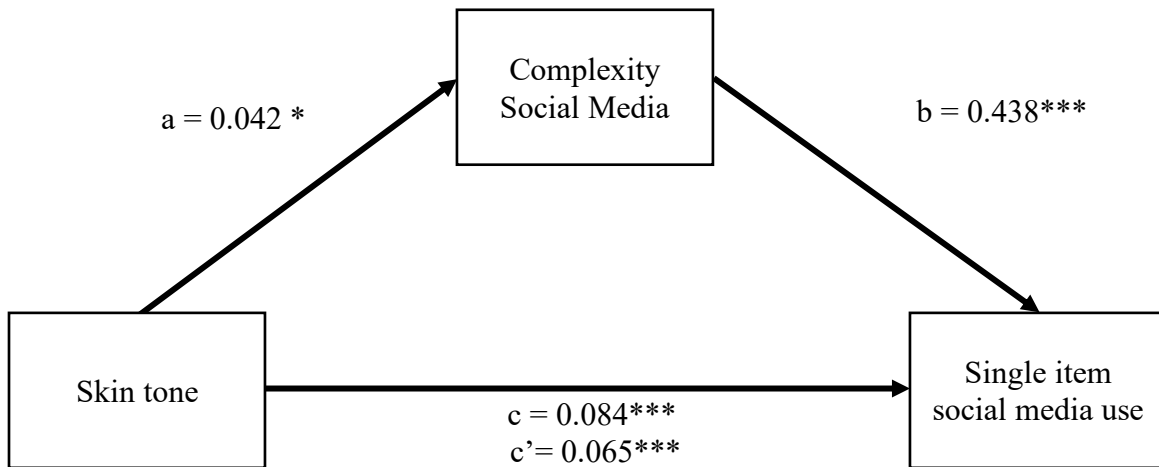 Complexity
Social Media
a = 0.042 *
b = 0.438***
Skin tone
Single item
social media use
c = 0.084***
c’= 0.065***